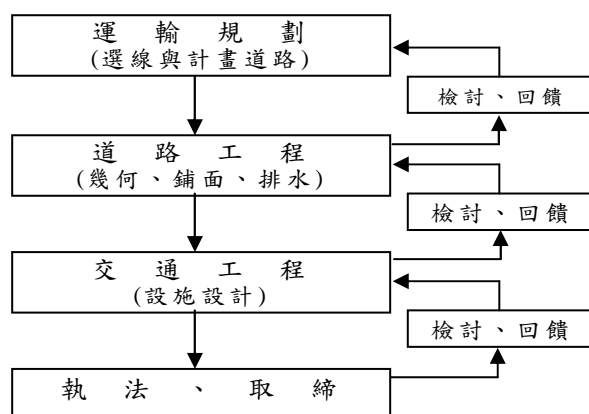 運輸規劃
(選線與計畫道路)
檢討、回饋
道路工程
(幾何、鋪面、排水)
檢討、回饋
交通工程
(設施設計)
檢討、回饋
執法、取締